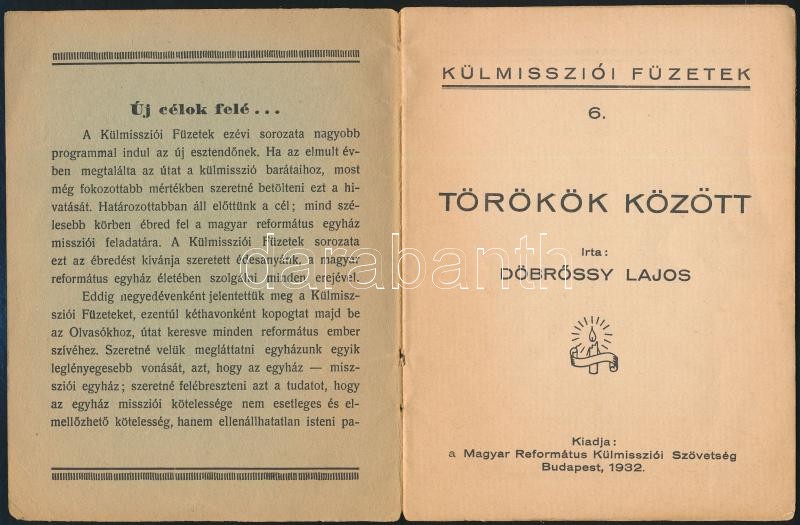 Új célok felé...
A Külmissziói Füzetek ezévi sorozata nagyobb
programmal indul az új esztendőnek. Ha az elmult év-
ben megtalálta az útat a külmisszió barátaihoz, most
még fokozottabb mértékben szeretné betölteni ezt a hi-
vatását. Határozottabban áll előttünk a cél; mind szé-
lesebb körben ébred fel a magyar református egyház
missziói feladatára. A Külmissziói Füzetek sorozata
ezt az ébredést kívánja szeretett édesanyánk, a magyar
református egyház életében szolgálni minden erejével.
Eddig negyedévenként jelentettük meg a Külmisz-
sziói Füzeteket, ezentúl kéthavonként kopogtat majd be
az Olvasókhoz, útat keresve minden református ember
szívéhez. Szeretné velük megláttatni egyházunk egyik
leglényegesebb vonását, azt, hogy az egyház — misz-
sziói egyház; szeretné felébreszteni azt a tudatot, hogy
az egyház missziói kötelessége nem esetleges és el-
mellőzhető kötelesség, hanem ellenállhatatlan isteni pa-
KÜLMISSZIÓI FÜZETEK
6.
TÖRÖKÖK KÖZÖTT
Irta:
DÖBRŐSSY LAJOS
Kiadja:
a Magyar Református Külmissziói Szövetség
Budapest, 1932.
darabanth